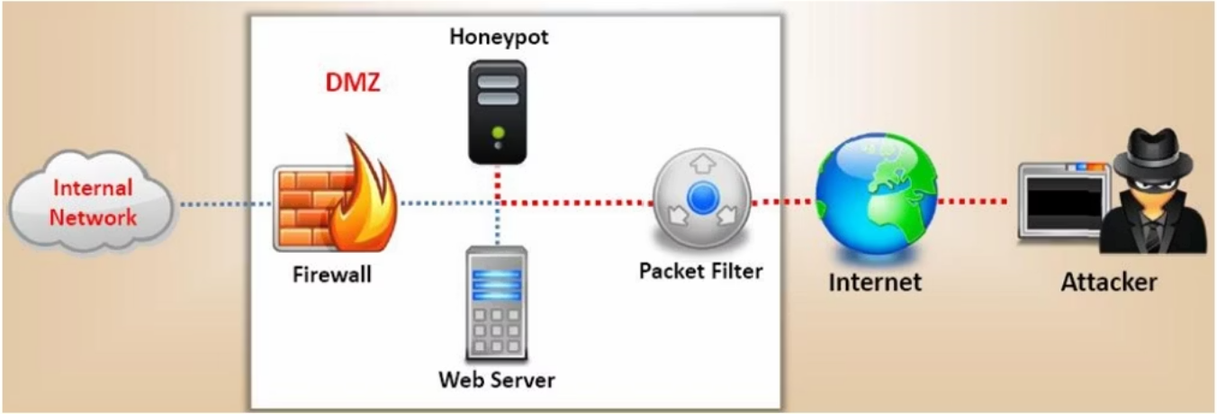 Honeypot
DMZ
Internal
Network
Firewall
Packet Filter
Internet
Attacker
Web Server